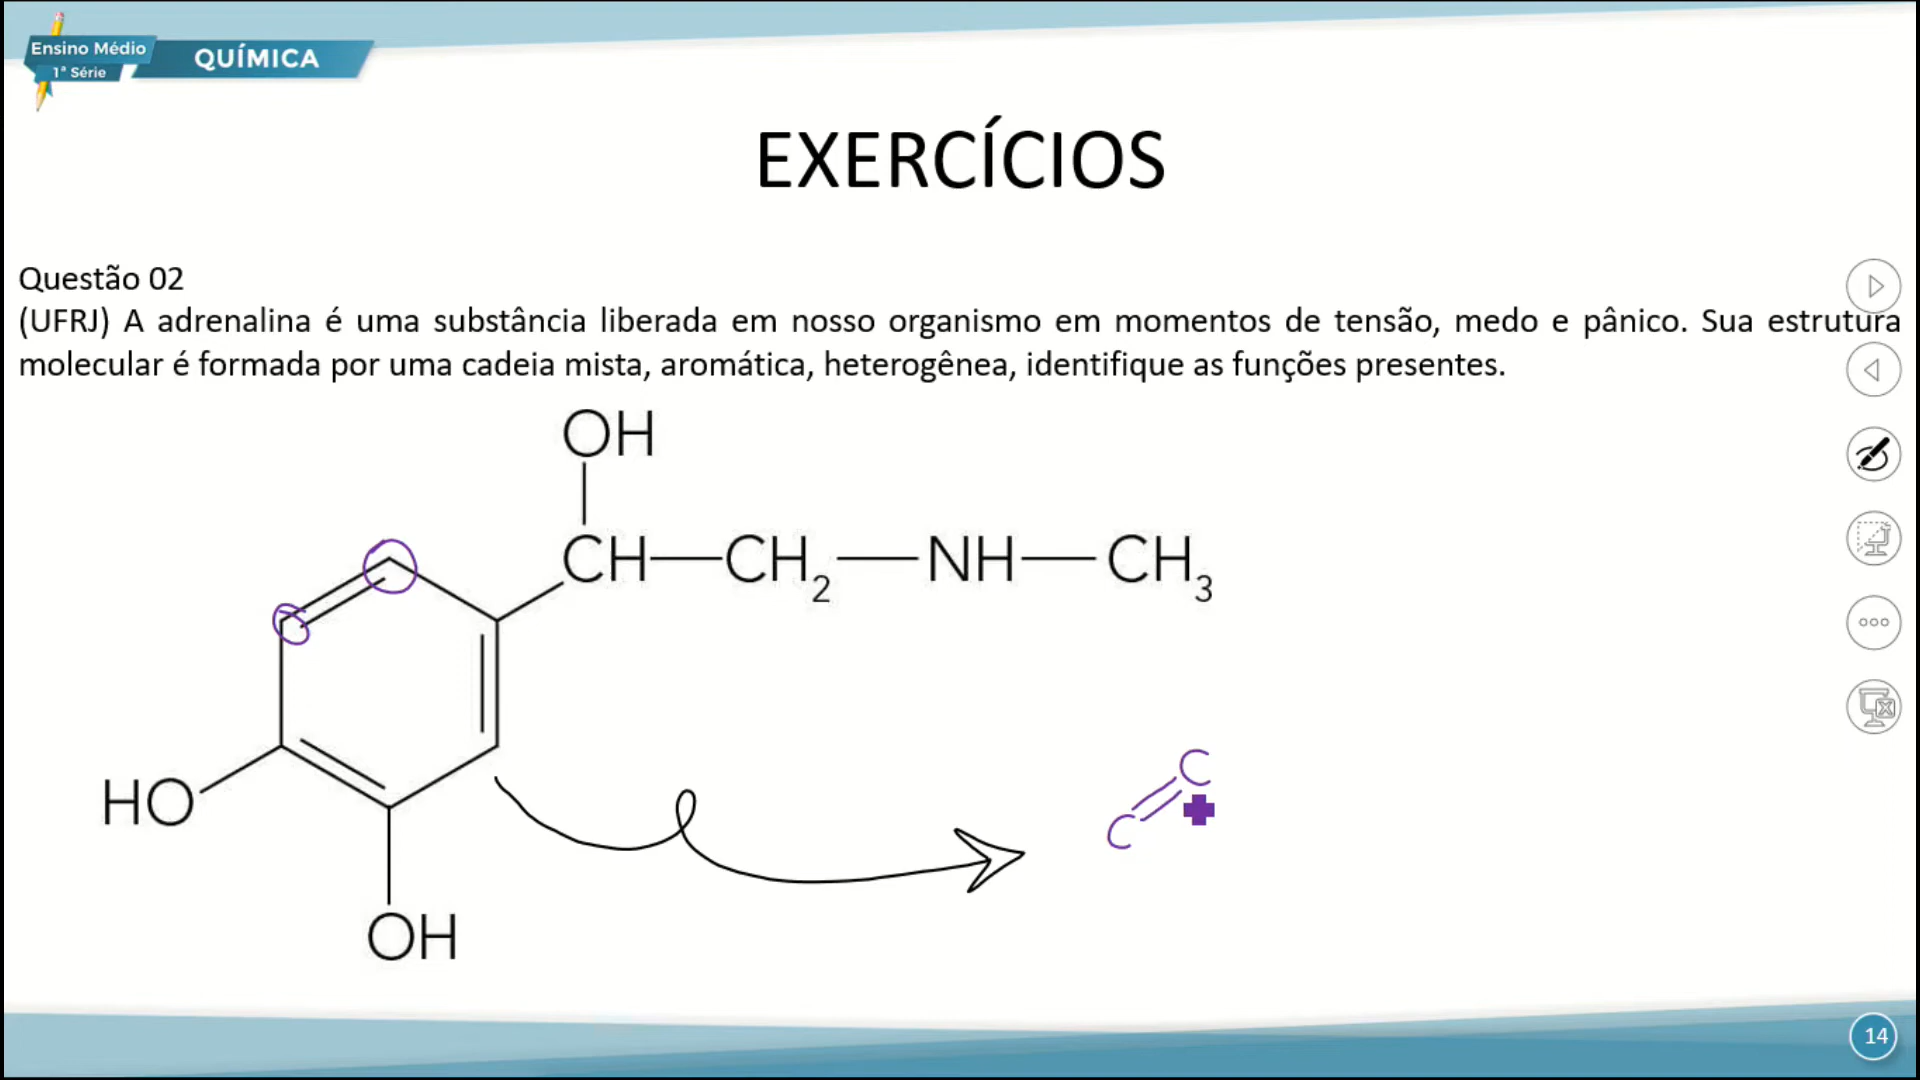 Ensino Médio
1ª Série
QUÍMICA
EXERCÍCIOS
Questão 02
(UFRJ) A adrenalina é uma substância liberada em nosso organismo em momentos de tensão, medo e pânico. Sua estrutura
molecular é formada por uma cadeia mista, aromática, heterogênea, identifique as funções presentes.
OH
CH—CH₂—NH—CH₃
C
C
HO
OH
14